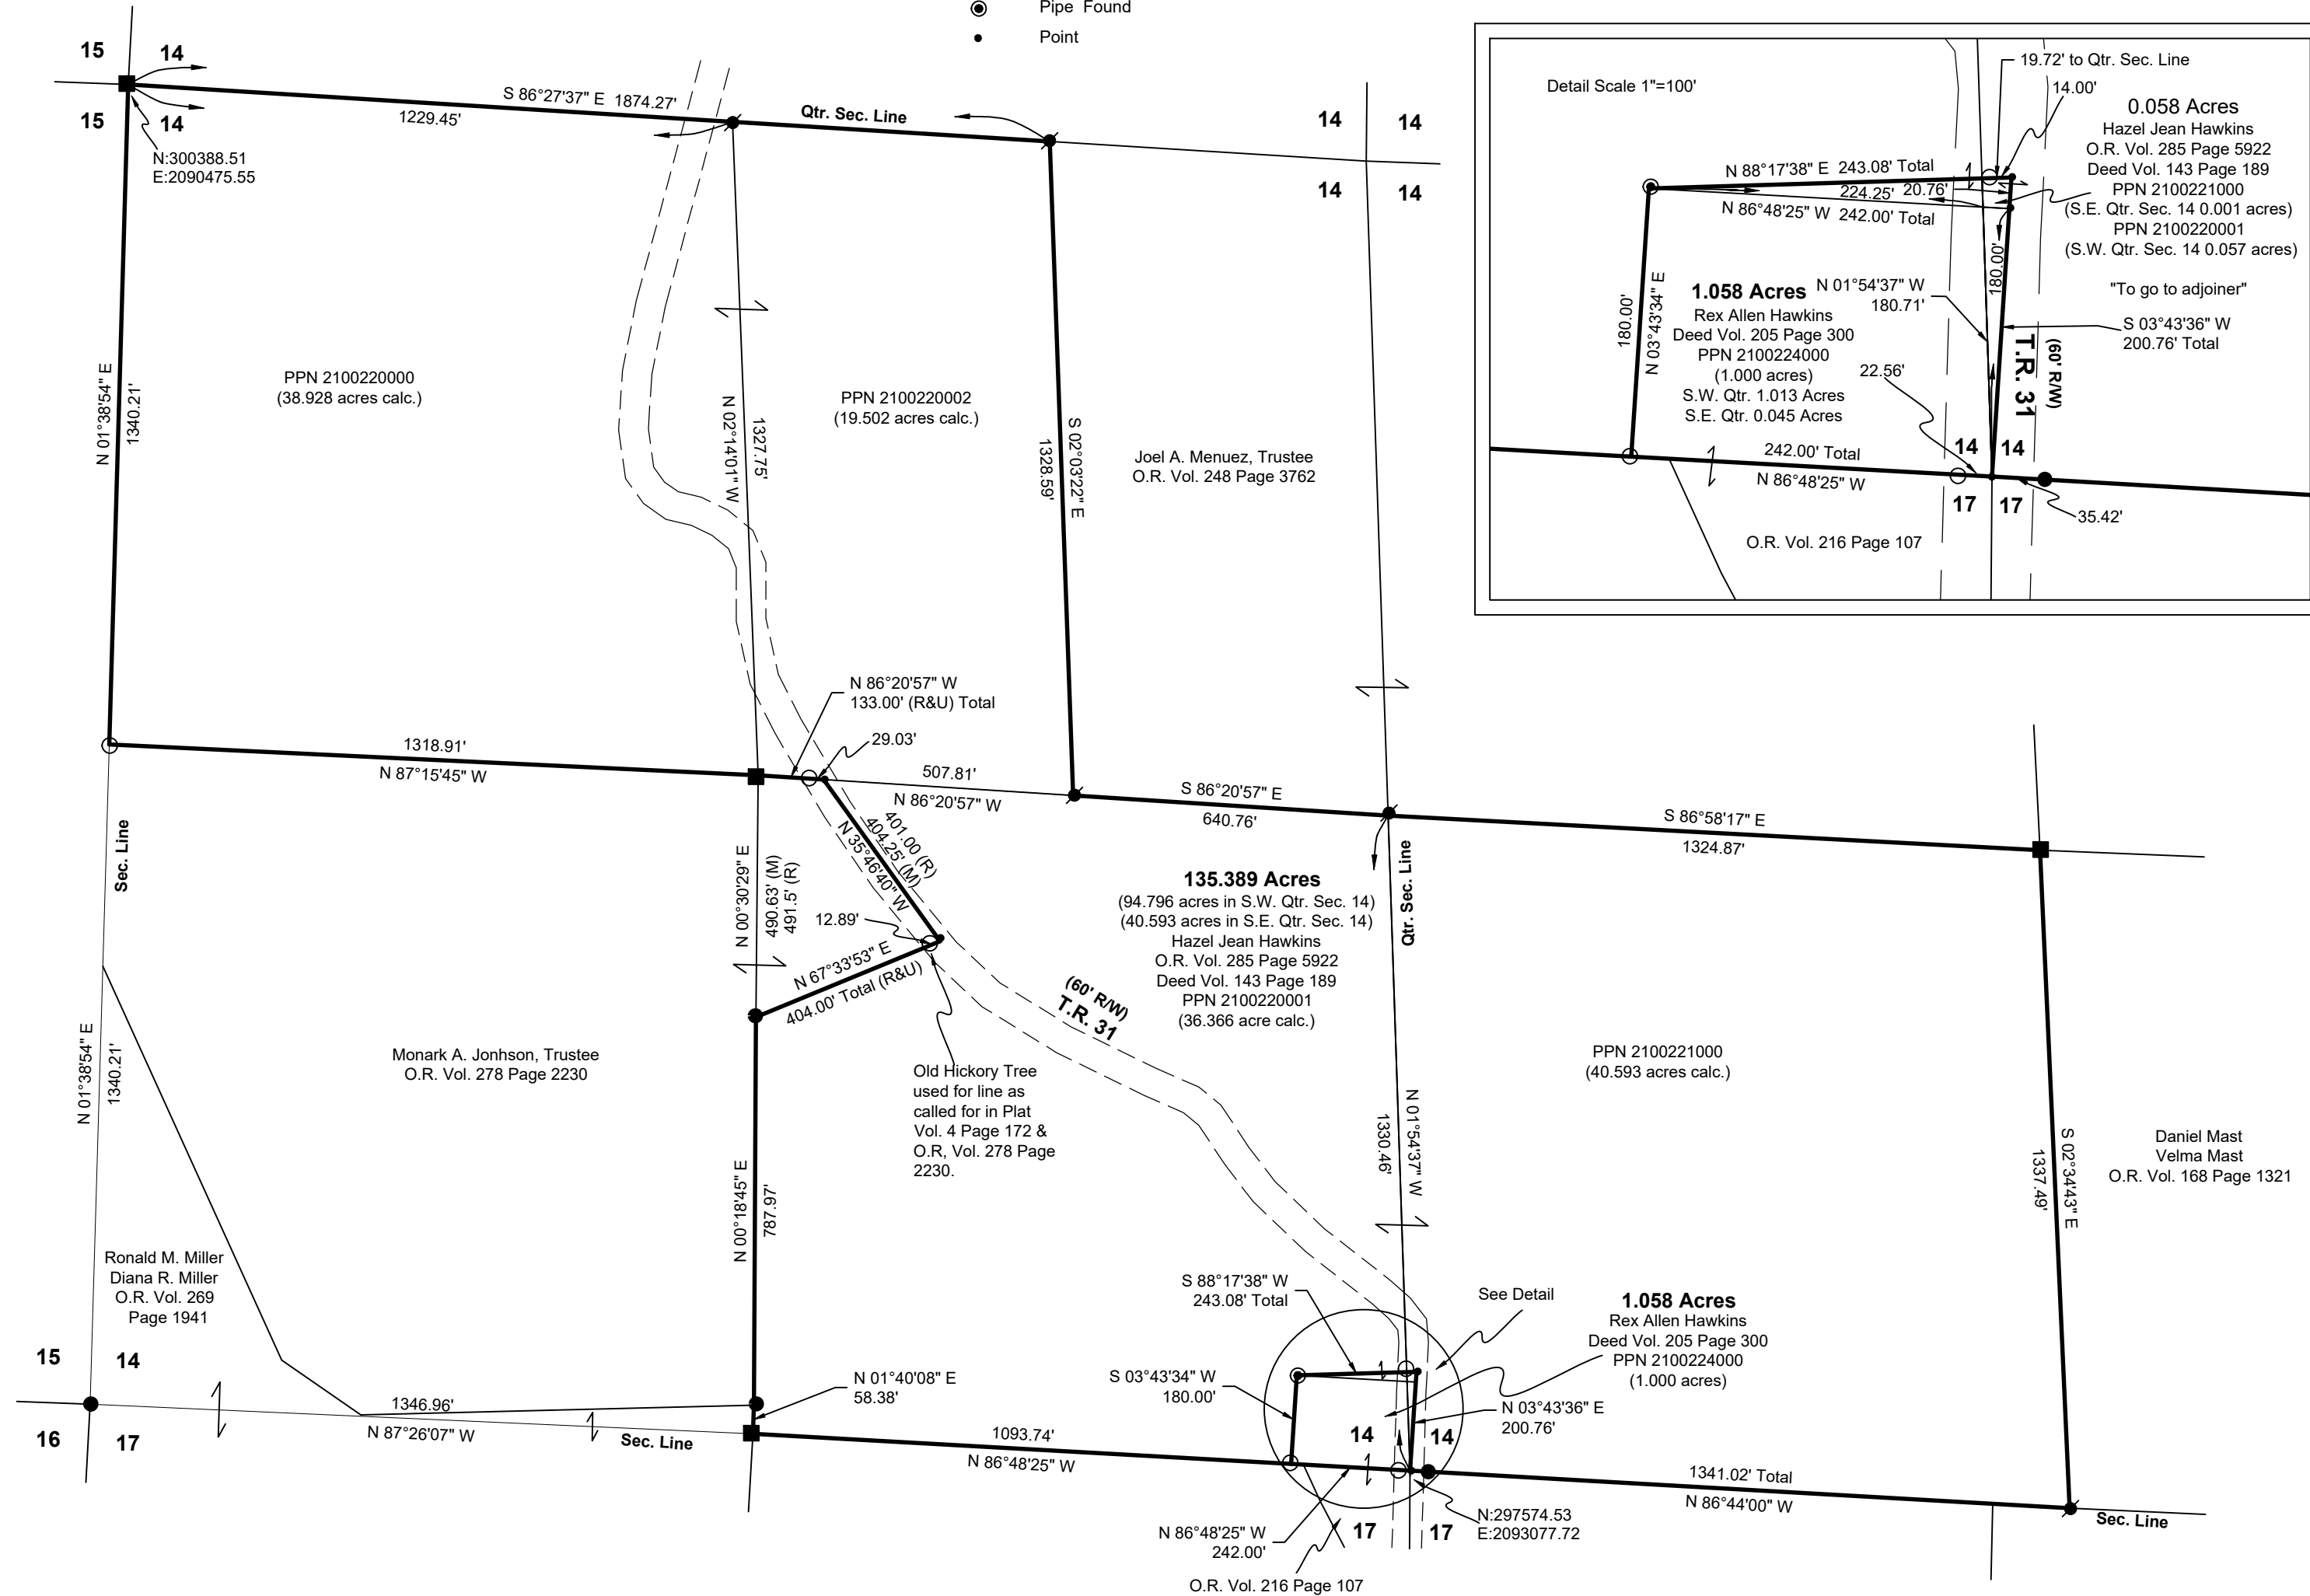 Pipe Found
Point
15
14
15
14
N:300388.51
E:2090475.55
S 86°27'37" E 1874.27'
1229.45'
Qtr. Sec. Line
14
14
14
14
Detail Scale 1"=100'
19.72' to Qtr. Sec. Line
14.00'
0.058 Acres
Hazel Jean Hawkins
O.R. Vol. 285 Page 5922
Deed Vol. 143 Page 189
PPN 2100221000
(S.E. Qtr. Sec. 14 0.001 acres)
PPN 2100220001
(S.W. Qtr. Sec. 14 0.057 acres)
"To go to adjoiner"
N 88°17'38" E 243.08' Total
224.25'
20.76'
N 86°48'25" W 242.00' Total
180.00'
N 03°43'34" E
1.058 Acres
Rex Allen Hawkins
Deed Vol. 205 Page 300
PPN 2100224000
(1.000 acres)
S.W. Qtr. 1.013 Acres
S.E. Qtr. 0.045 Acres
N 01°54'37" W
180.71'
180.00'
S 03°43'36" W
200.76' Total
T.R. 31
(60' R/W)
22.56'
14
14
242.00' Total
N 86°48'25" W
17
17
35.42'
O.R. Vol. 216 Page 107
N 01°38'54" E
1340.21'
PPN 2100220000
(38.928 acres calc.)
N 02°14'01" W
1327.75'
PPN 2100220002
(19.502 acres calc.)
1328.59'
S 02°03'22" E
Joel A. Menuez, Trustee
O.R. Vol. 248 Page 3762
N 86°20'57" W
133.00' (R&U) Total
29.03'
1318.91'
N 87°15'45" W
507.81'
N 86°20'57" W
S 86°20'57" E
640.76'
S 86°58'17" E
1324.87'
Sec. Line
N 00°30'29" E
490.63' (M)
491.5' (R)
401.00 (R)
404.25' (M)
N 35°46'40" W
12.89'
N 67°33'53" E
404.00' Total (R&U)
Qtr. Sec. Line
135.389 Acres
(94.796 acres in S.W. Qtr. Sec. 14)
(40.593 acres in S.E. Qtr. Sec. 14)
Hazel Jean Hawkins
O.R. Vol. 285 Page 5922
Deed Vol. 143 Page 189
PPN 2100220001
(36.366 acre calc.)
(60' R/W)
T.R. 31
N 01°38'54" E
1340.21'
Monark A. Jonhson, Trustee
O.R. Vol. 278 Page 2230
Old Hickory Tree
used for line as
called for in Plat
Vol. 4 Page 172 &
O.R, Vol. 278 Page
2230.
PPN 2100221000
(40.593 acres calc.)
1330.46'
N 01°54'37" W
1337.49'
S 02°34'43" E
Daniel Mast
Velma Mast
O.R. Vol. 168 Page 1321
N 00°18'45" E
787.97'
Ronald M. Miller
Diana R. Miller
O.R. Vol. 269
Page 1941
S 88°17'38" W
243.08' Total
See Detail
1.058 Acres
Rex Allen Hawkins
Deed Vol. 205 Page 300
PPN 2100224000
(1.000 acres)
15
14
16
17
1346.96'
N 87°26'07" W
Sec. Line
N 01°40'08" E
58.38'
S 03°43'34" W
180.00'
N 03°43'36" E
200.76'
14
14
1093.74'
N 86°48'25" W
1341.02' Total
N 86°44'00" W
Sec. Line
N 86°48'25" W
242.00'
17
17
N:297574.53
E:2093077.72
O.R. Vol. 216 Page 107